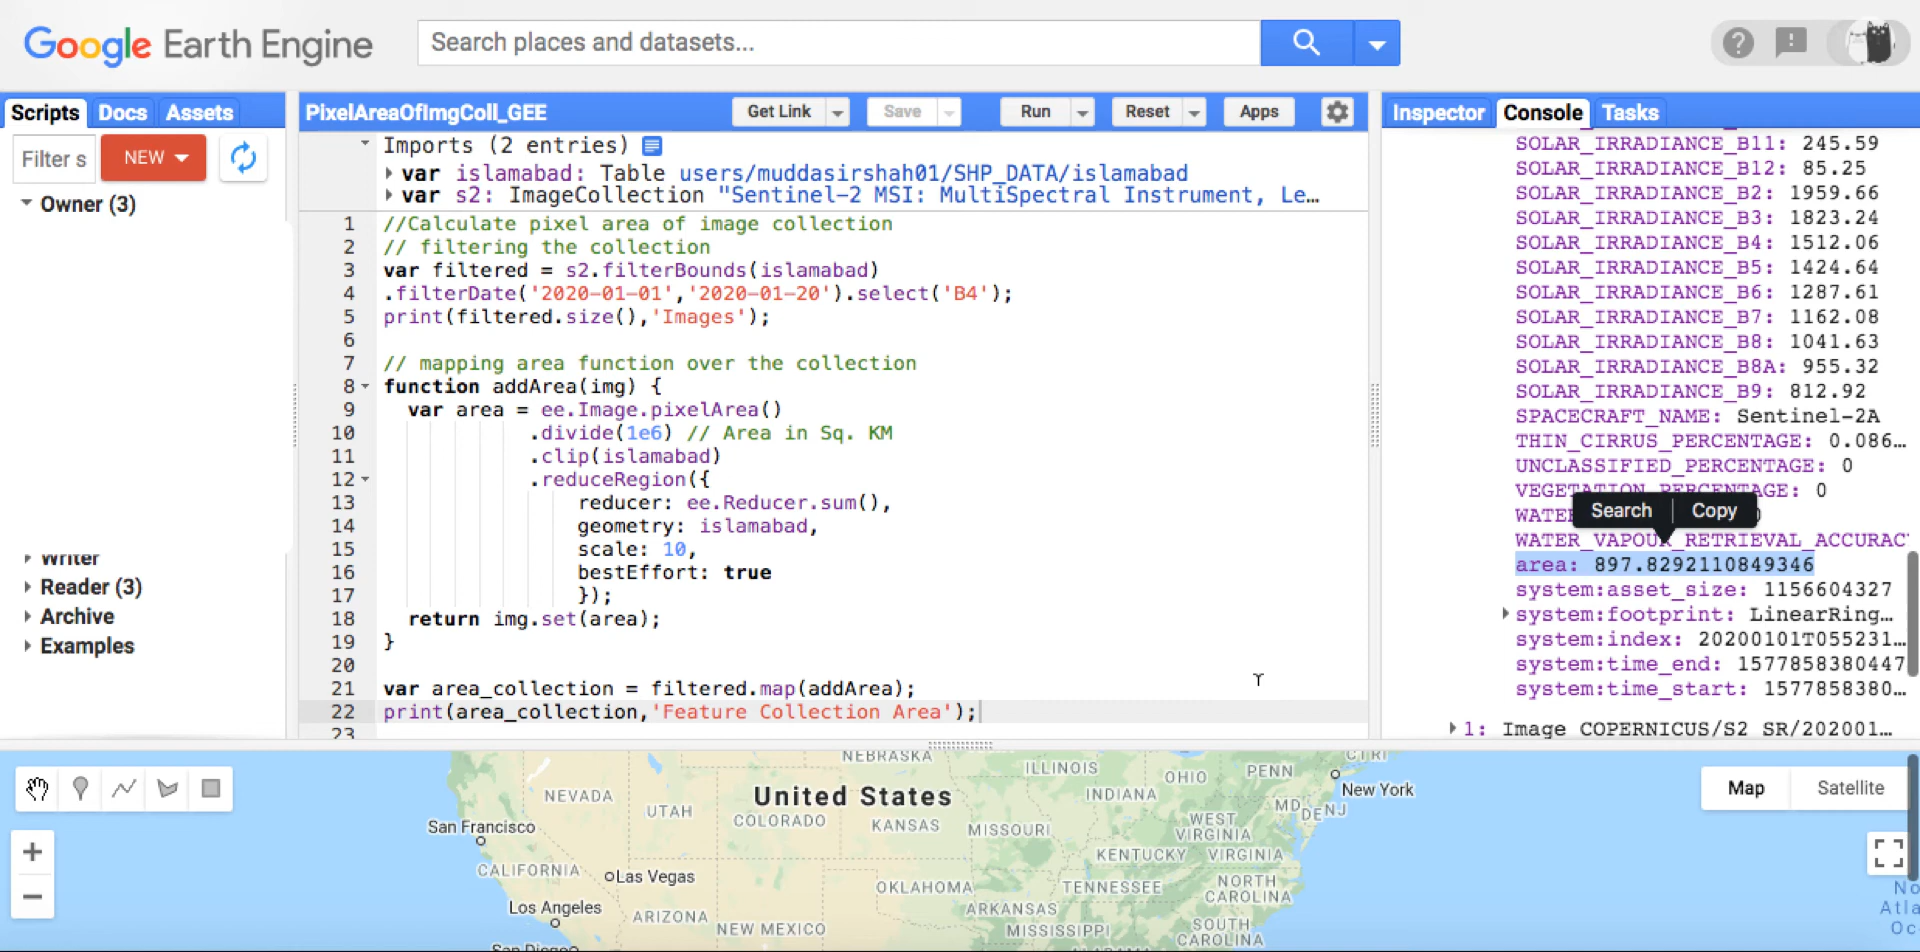 Google Earth Engine
Search places and datasets...
Scripts Docs Assets
PixelAreaOfImgColl_GEE
Get Link Save Run Reset Apps
Inspector Console Tasks
Filter s
NEW
Owner (3)
Writer
Reader (3)
Archive
Examples
Imports (2 entries)
var islamabad: Table users/muddasirshah01/SHP_DATA/islamabad
var s2: ImageCollection "Sentinel-2 MSI: MultiSpectral Instrument, Le…
1 //Calculate pixel area of image collection
2 // filtering the collection
3 var filtered = s2.filterBounds(islamabad)
4 .filterDate('2020-01-01','2020-01-20').select('B4');
5 print(filtered.size(),'Images');
6
7 // mapping area function over the collection
8 function addArea(img) {
9 var area = ee.Image.pixelArea()
10 .divide(1e6) // Area in Sq. KM
11 .clip(islamabad)
12 .reduceRegion({
13 reducer: ee.Reducer.sum(),
14 geometry: islamabad,
15 scale: 10,
16 bestEffort: true
17 });
18 return img.set(area);
19 }
20
21 var area_collection = filtered.map(addArea);
22 print(area_collection,'Feature Collection Area');
23
SOLAR_IRRADIANCE_B11: 245.59
SOLAR_IRRADIANCE_B12: 85.25
SOLAR_IRRADIANCE_B2: 1959.66
SOLAR_IRRADIANCE_B3: 1823.24
SOLAR_IRRADIANCE_B4: 1512.06
SOLAR_IRRADIANCE_B5: 1424.64
SOLAR_IRRADIANCE_B6: 1287.61
SOLAR_IRRADIANCE_B7: 1162.08
SOLAR_IRRADIANCE_B8: 1041.63
SOLAR_IRRADIANCE_B8A: 955.32
SOLAR_IRRADIANCE_B9: 812.92
SPACECRAFT_NAME: Sentinel-2A
THIN_CIRRUS_PERCENTAGE: 0.086…
UNCLASSIFIED_PERCENTAGE: 0
VEGETATION_PERCENTAGE: 0
Search Copy
WATE
WATER_VAPOUR_RETRIEVAL_ACCURAC
area: 897.8292110849346
system:asset_size: 1156604327
system:footprint: LinearRing…
system:index: 20200101T055231…
system:time_end: 1577858380447
system:time_start: 1577858380…
1: Image COPERNICUS/S2_SR/202001…
Map Satellite
NEBRASKA
ILLINOIS
OHIO
PENN
New York
NEVADA
UTAH
United States
COLORADO
KANSAS
MISSOURI
INDIANA
WEST
VIRGINIA
MD
DE
NJ
San Francisco
CALIFORNIA
Las Vegas
KENTUCKY
VIRGINIA
OKLAHOMA
TENNESSEE
NORTH
CAROLINA
Los Angeles
ARIZONA
NEW MEXICO
ARKANSAS
MISSISSIPPI
SOUTH
CAROLINA
San Diego
No
Atla
Oc